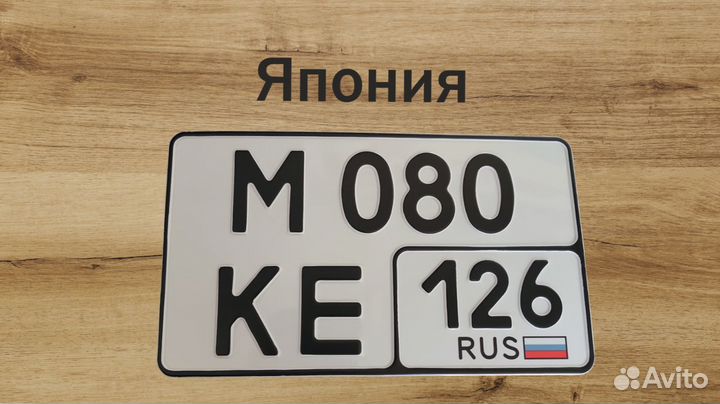 Япония
М 080
КЕ 126
RUS
Avito